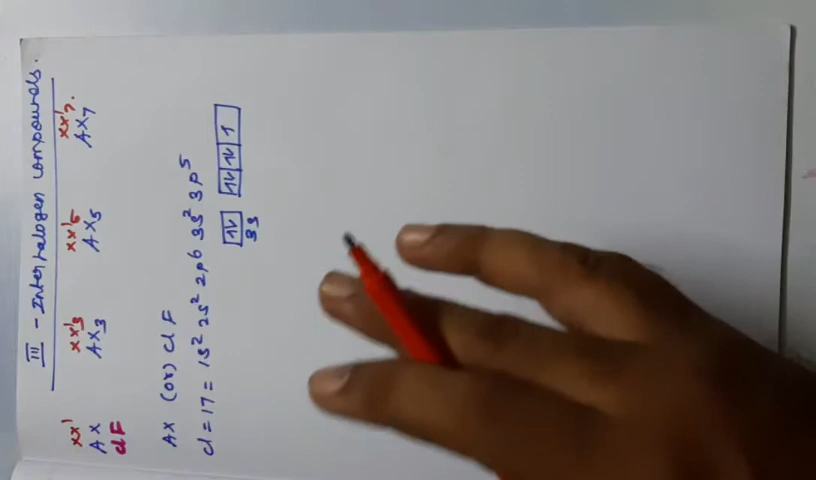 III - Interhalogen compounds.
xx' xx'3 xx'5 xx'7.
AX AX3 AX5 AX7
ClF
AX (or) ClF
Cl = 17 = 1s² 2s² 2p6 3s² 3p5
⥮ ⥮ ⥮ 1
3s